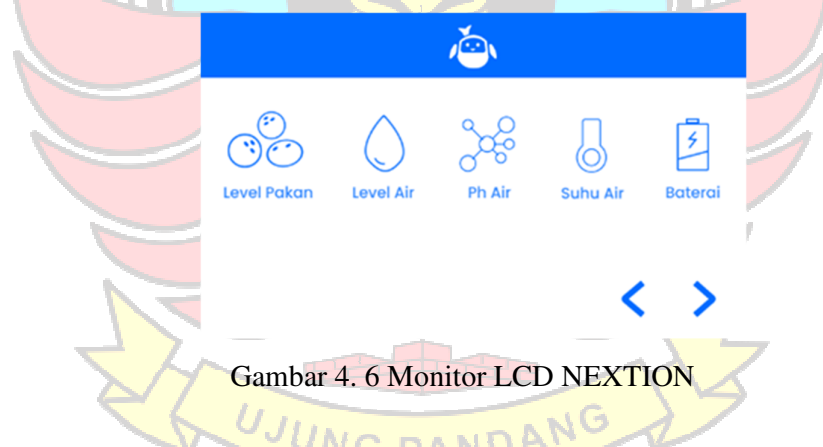 Level Pakan Level Air Ph Air Suhu Air Baterai
Gambar 4. 6 Monitor LCD NEXTION
UJUNG PANDANG